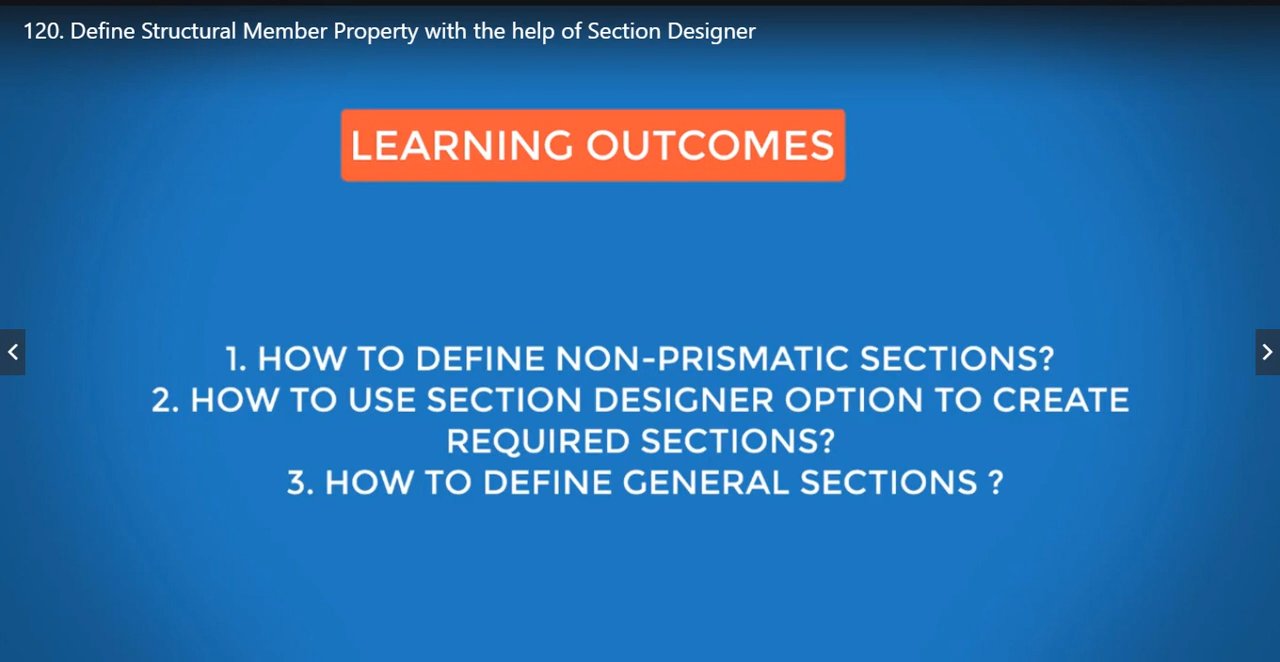 120. Define Structural Member Property with the help of Section Designer
LEARNING OUTCOMES
1. HOW TO DEFINE NON-PRISMATIC SECTIONS?
2. HOW TO USE SECTION DESIGNER OPTION TO CREATE
REQUIRED SECTIONS?
3. HOW TO DEFINE GENERAL SECTIONS ?